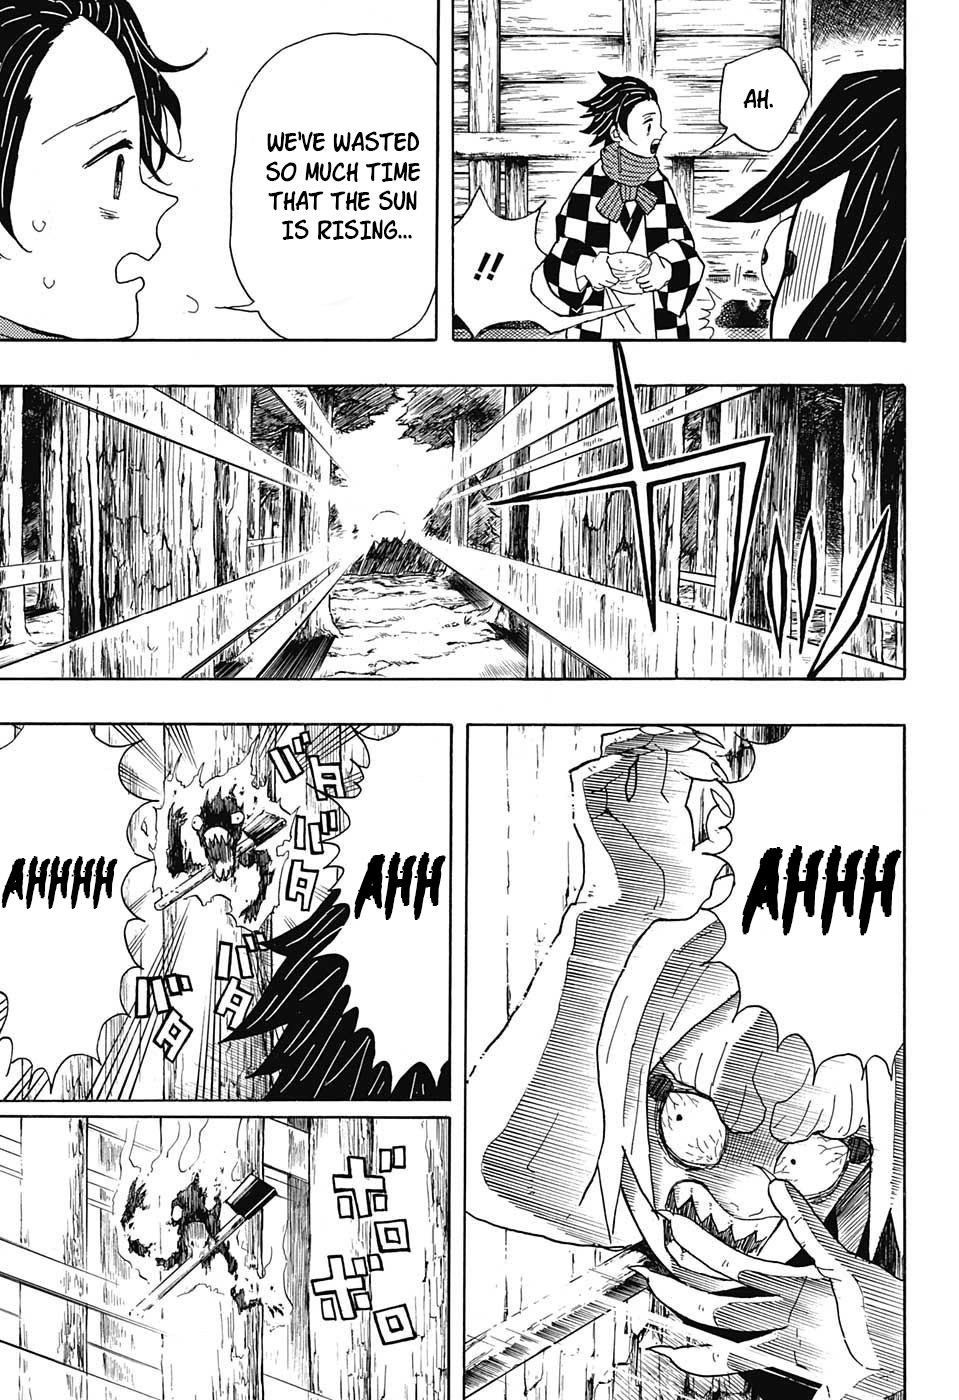 AH.
!!
WE'VE WASTED
SO MUCH TIME
THAT THE SUN
IS RISING...
AHHH
AHH
AHHHH
バタ
バタ
バタ
バタ
ボロ
ボロ